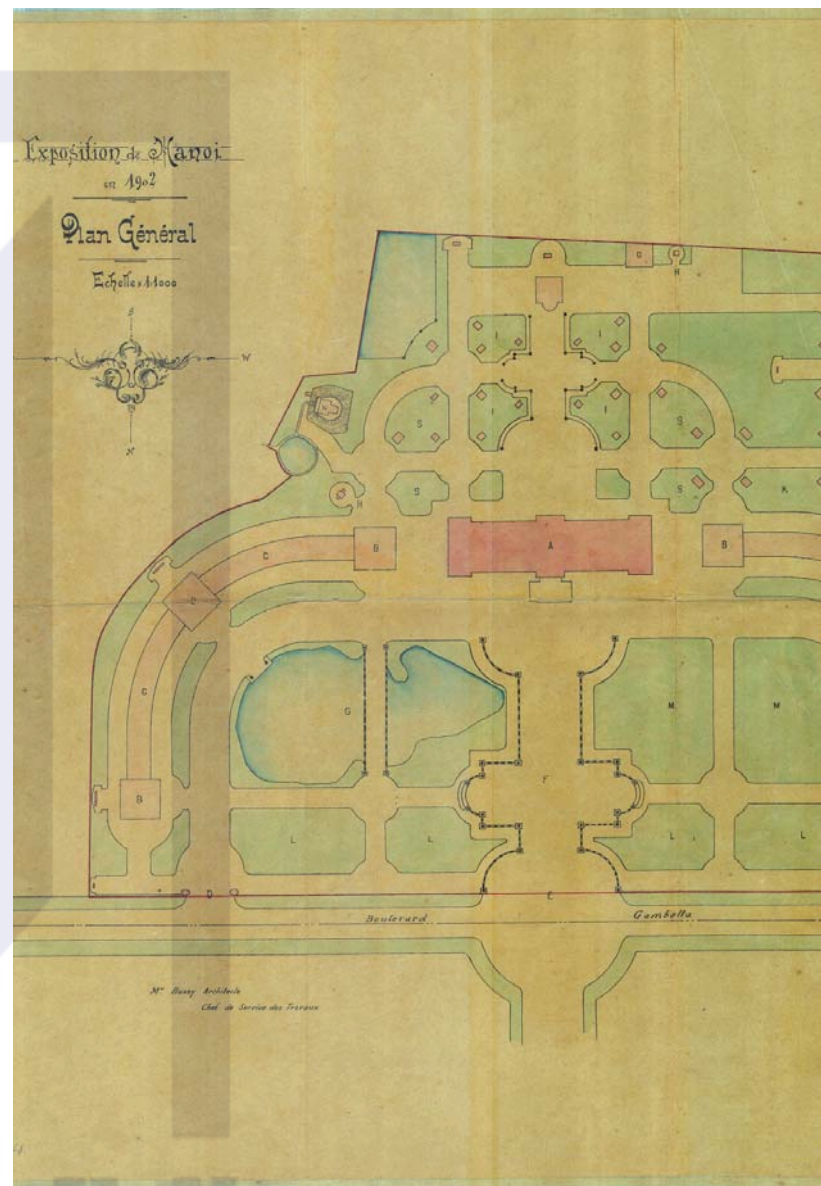 Exposition de Hanoi
en 1902
Plan Général
Echelle: 1:1000
S
W
N
H
I I
I I
S S
S S K
H
B A B
C
C
G M M
B F
L L L L
D E
Boulevard Gambetta
Mr Bussy Architecte
Chef de Service des Travaux